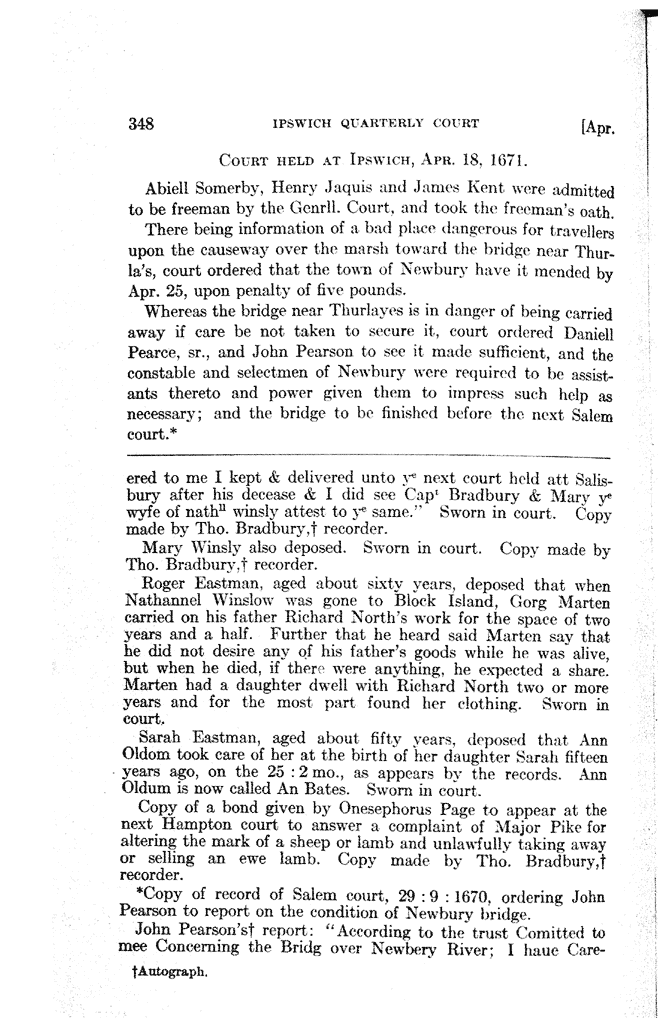 348 IPSWICH QUARTERLY COURT [Apr.
COURT HELD AT IPSWICH, APR. 18, 1671.
Abiell Somerby, Henry Jaquis and James Kent were admitted
to be freeman by the Genrll. Court, and took the freeman's oath.
There being information of a bad place dangerous for travellers
upon the causeway over the marsh toward the bridge near Thur-
la's, court ordered that the town of Newbury have it mended by
Apr. 25, upon penalty of five pounds.
Whereas the bridge near Thurlayes is in danger of being carried
away if care be not taken to secure it, court ordered Daniell
Pearce, sr., and John Pearson to see it made sufficient, and the
constable and selectmen of Newbury were required to be assist-
ants thereto and power given them to impress such help as
necessary; and the bridge to be finished before the next Salem
court.*
ered to me I kept & delivered unto yᵉ next court held att Salis-
bury after his decease & I did see Capᵗ Bradbury & Mary yᵉ
wyfe of nathˡˡ winsly attest to yᵉ same." Sworn in court. Copy
made by Tho. Bradbury,† recorder.
Mary Winsly also deposed. Sworn in court. Copy made by
Tho. Bradbury,† recorder.
Roger Eastman, aged about sixty years, deposed that when
Nathannel Winslow was gone to Block Island, Gorg Marten
carried on his father Richard North's work for the space of two
years and a half. Further that he heard said Marten say that
he did not desire any of his father's goods while he was alive,
but when he died, if there were anything, he expected a share.
Marten had a daughter dwell with Richard North two or more
years and for the most part found her clothing. Sworn in
court.
Sarah Eastman, aged about fifty years, deposed that Ann
Oldom took care of her at the birth of her daughter Sarah fifteen
years ago, on the 25 : 2 mo., as appears by the records. Ann
Oldum is now called An Bates. Sworn in court.
Copy of a bond given by Onesephorus Page to appear at the
next Hampton court to answer a complaint of Major Pike for
altering the mark of a sheep or lamb and unlawfully taking away
or selling an ewe lamb. Copy made by Tho. Bradbury,†
recorder.
*Copy of record of Salem court, 29 : 9 : 1670, ordering John
Pearson to report on the condition of Newbury bridge.
John Pearson's† report: "According to the trust Comitted to
mee Concerning the Bridg over Newbery River; I haue Care-
†Autograph.